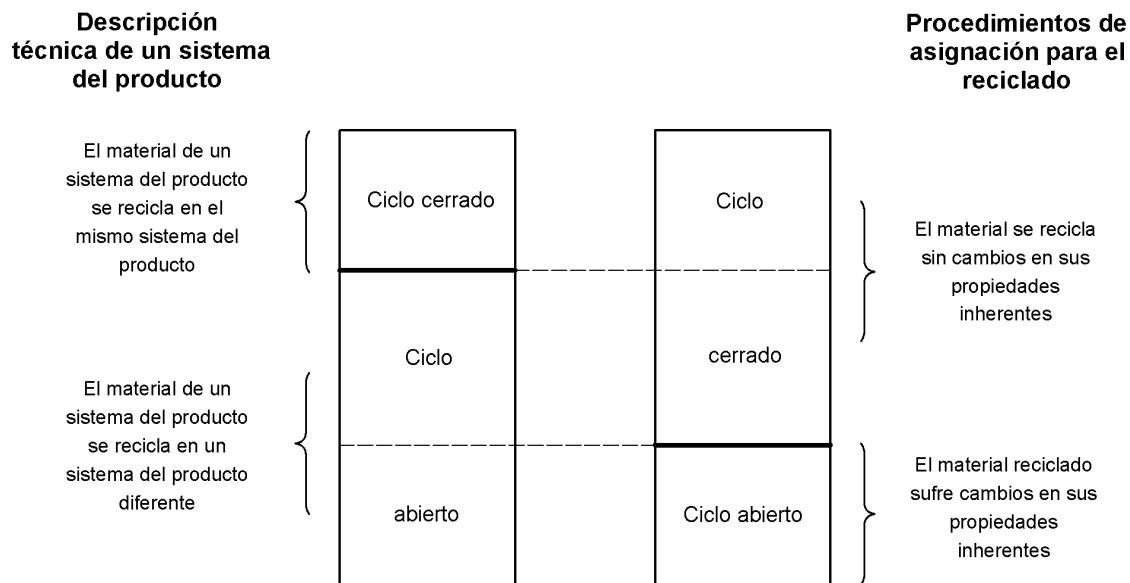 Descripción
técnica de un sistema
del producto
Procedimientos de
asignación para el
reciclado
El material de un
sistema del producto
se recicla en el
mismo sistema del
producto
Ciclo cerrado
Ciclo
El material se recicla
sin cambios en sus
propiedades
inherentes
Ciclo
cerrado
El material de un
sistema del producto
se recicla en un
sistema del producto
diferente
abierto
Ciclo abierto
El material reciclado
sufre cambios en sus
propiedades
inherentes